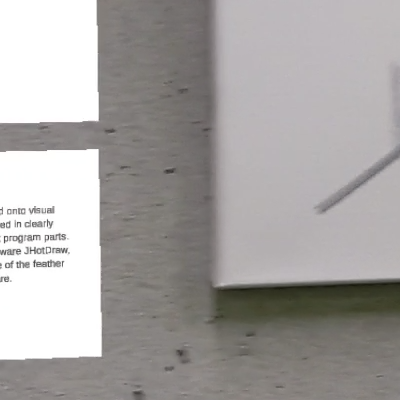 d onto visual
ed in clearly
program parts.
ware JHotDraw,
of the feather
re.